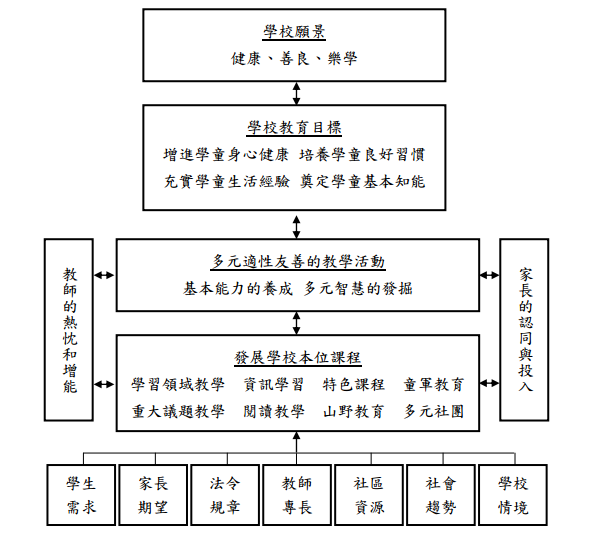 學校願景
健康、善良、樂學
學校教育目標
增進學童身心健康 培養學童良好習慣
充實學童生活經驗 奠定學童基本知能
多元適性友善的教學活動
基本能力的養成 多元智慧的發掘
教師的熱忱和增能
家長的認同與投入
發展學校本位課程
學習領域教學 資訊學習 特色課程 童軍教育
重大議題教學 閱讀教學 山野教育 多元社團
學生
需求
家長
期望
法令
規章
教師
專長
社區
資源
社會
趨勢
學校
情境